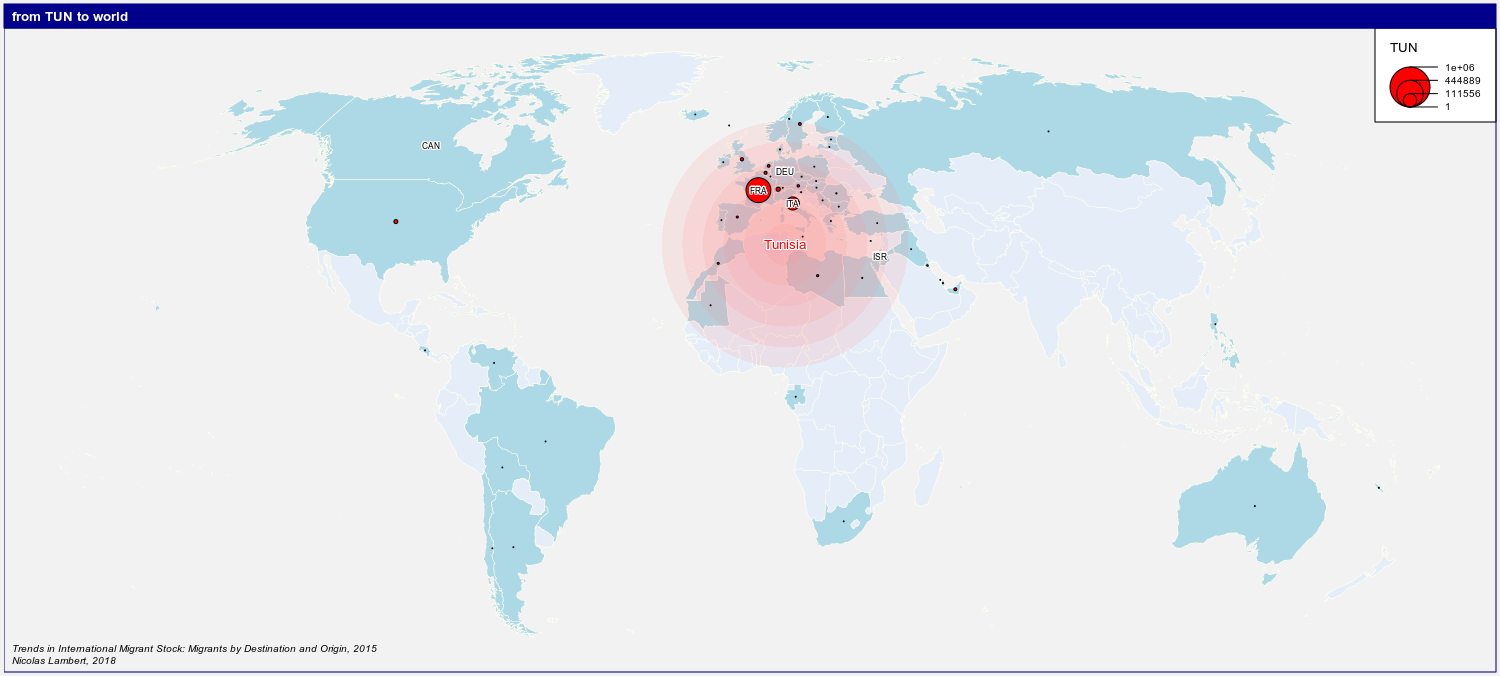 from TUN to world
TUN
1e+06
444889
111556
1
CAN
DEU
FRA
ITA
Tunisia
ISR
Trends in International Migrant Stock: Migrants by Destination and Origin, 2015
Nicolas Lambert, 2018